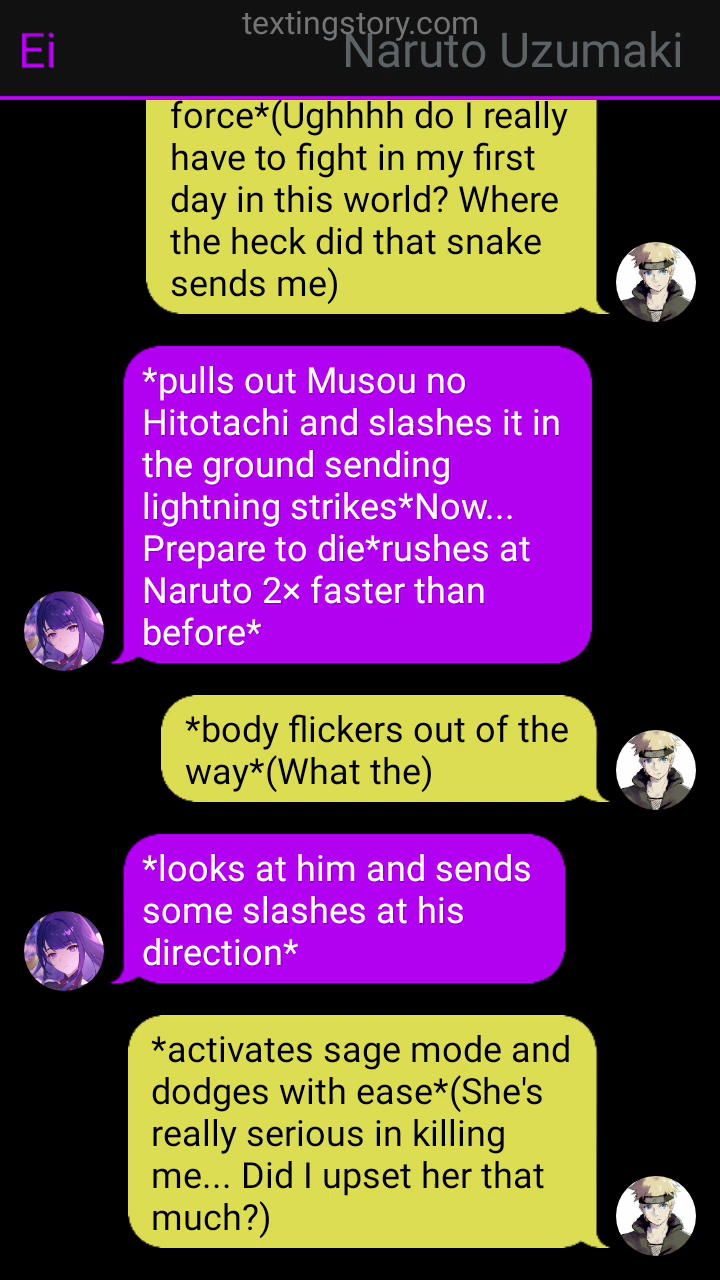 textingstory.com
Ei
Naruto Uzumaki
force*(Ughhhh do I really
have to fight in my first
day in this world? Where
the heck did that snake
sends me)
*pulls out Musou no
Hitotachi and slashes it in
the ground sending
lightning strikes*Now...
Prepare to die*rushes at
Naruto 2× faster than
before*
*body flickers out of the
way*(What the)
*looks at him and sends
some slashes at his
direction*
*activates sage mode and
dodges with ease*(She's
really serious in killing
me... Did I upset her that
much?)